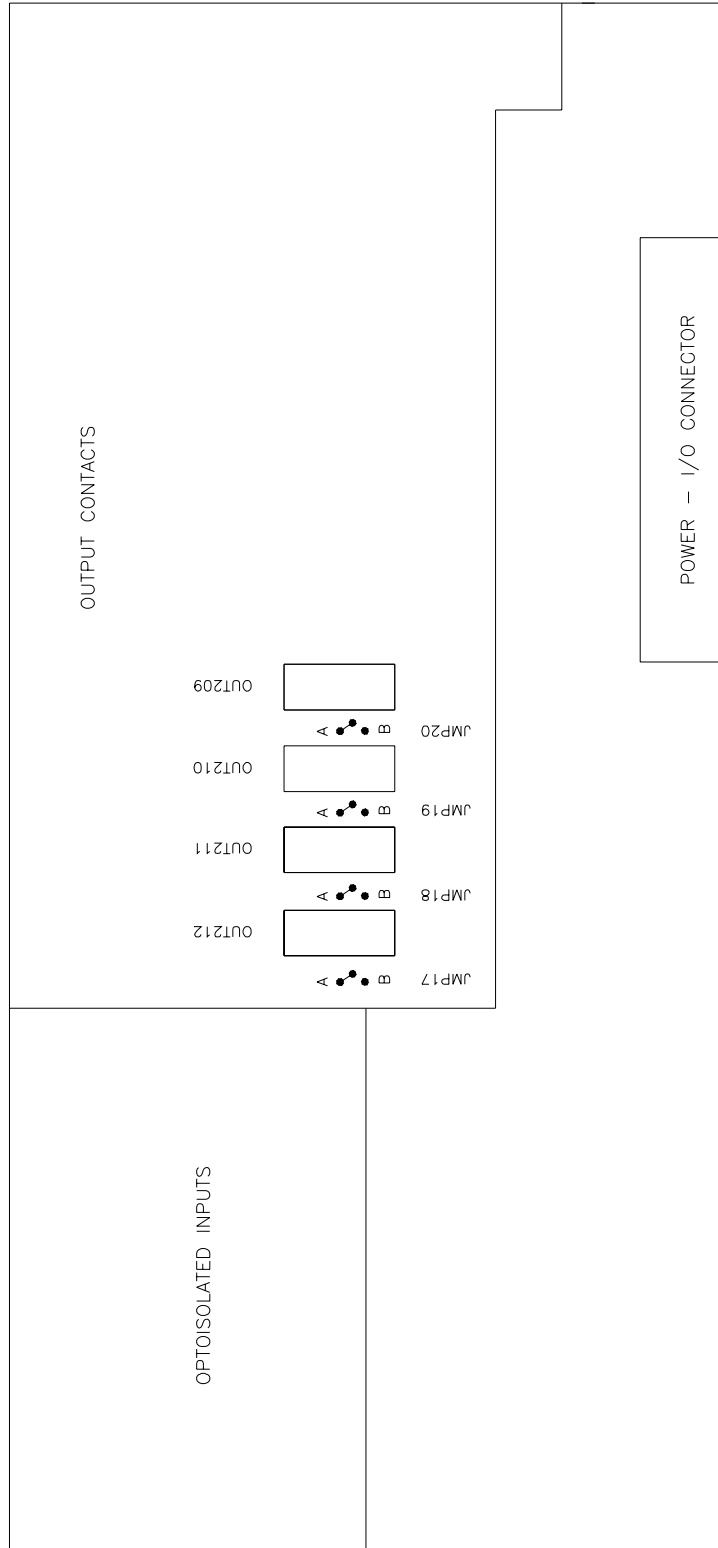 OUTPUT CONTACTS
POWER – I/O CONNECTOR
OUT209
A B JMP20
OUT210
A B JMP19
OUT211
A B JMP18
OUT212
A B JMP17
OPTOISOLATED INPUTS